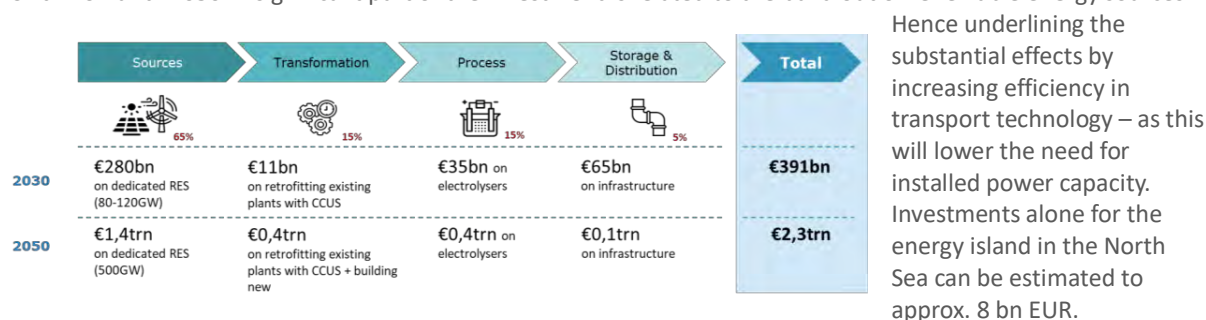 Sources
Transformation
Process
Storage &
Distribution
Total
65%
15%
15%
5%
2030
€280bn
on dedicated RES
(80-120GW)
€11bn
on retrofitting existing
plants with CCUS
€35bn on
electrolysers
€65bn
on infrastructure
€391bn
2050
€1,4trn
on dedicated RES
(500GW)
€0,4trn
on retrofitting existing
plants with CCUS + building
new
€0,4trn on
electrolysers
€0,1trn
on infrastructure
€2,3trn
Hence underlining the
substantial effects by
increasing efficiency in
transport technology – as this
will lower the need for
installed power capacity.
Investments alone for the
energy island in the North
Sea can be estimated to
approx. 8 bn EUR.